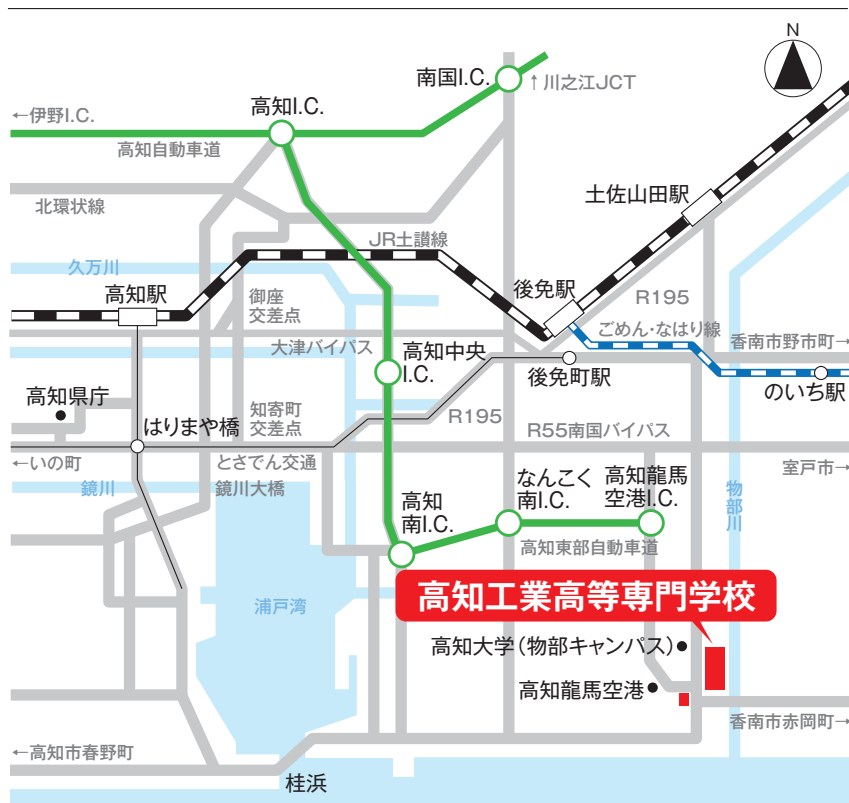 N
南国I.C.
↑川之江JCT
←伊野I.C.
高知I.C.
高知自動車道
土佐山田駅
北環状線
JR土讃線
久万川
高知駅
御座
交差点
後免駅
R195
ごめん・なはり線
大津バイパス
高知中央
I.C.
香南市野市町→
後免町駅
のいち駅
高知県庁
はりまや橋
知寄町
交差点
R195
R55南国バイパス
←いの町
とさでん交通
室戸市→
鏡川
鏡川大橋
高知
南I.C.
なんこく
南I.C.
高知龍馬
空港I.C.
物部川
高知東部自動車道
高知工業高等専門学校
浦戸湾
高知大学(物部キャンパス)
高知龍馬空港
香南市赤岡町→
←高知市春野町
桂浜